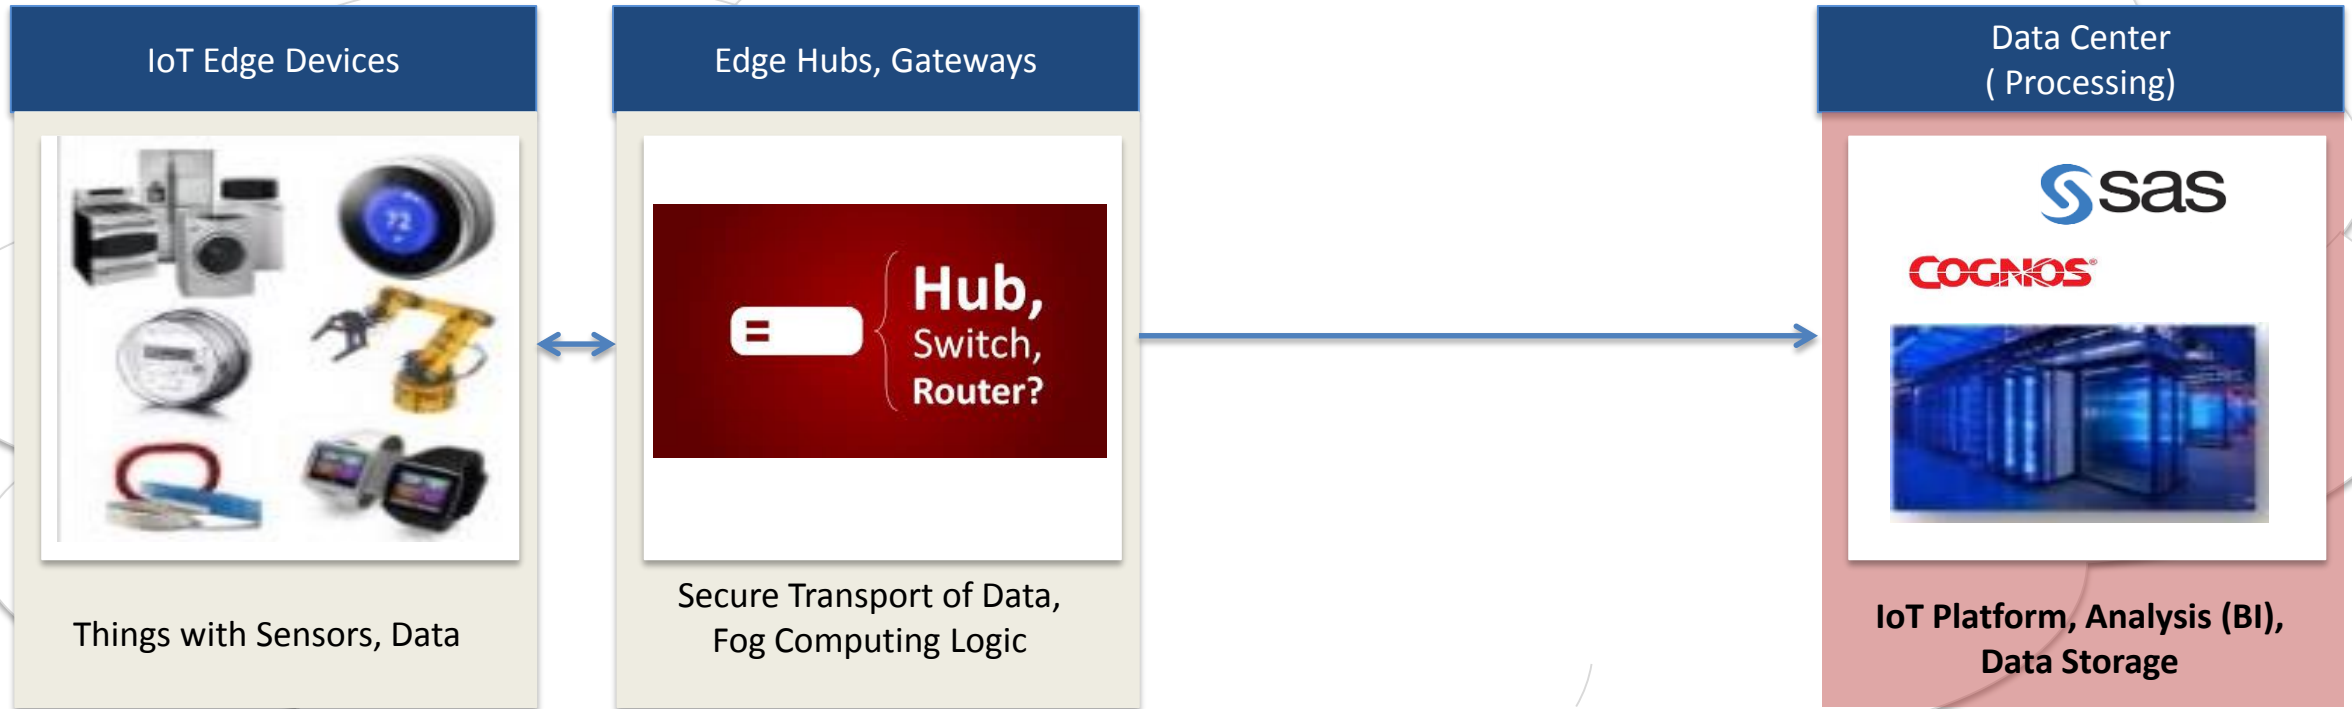 IoT Edge Devices
72
Things with Sensors, Data
Edge Hubs, Gateways
Hub,
Switch,
Router?
Secure Transport of Data,
Fog Computing Logic
Data Center
( Processing)
sas
COGNOS®
IoT Platform, Analysis (BI),
Data Storage